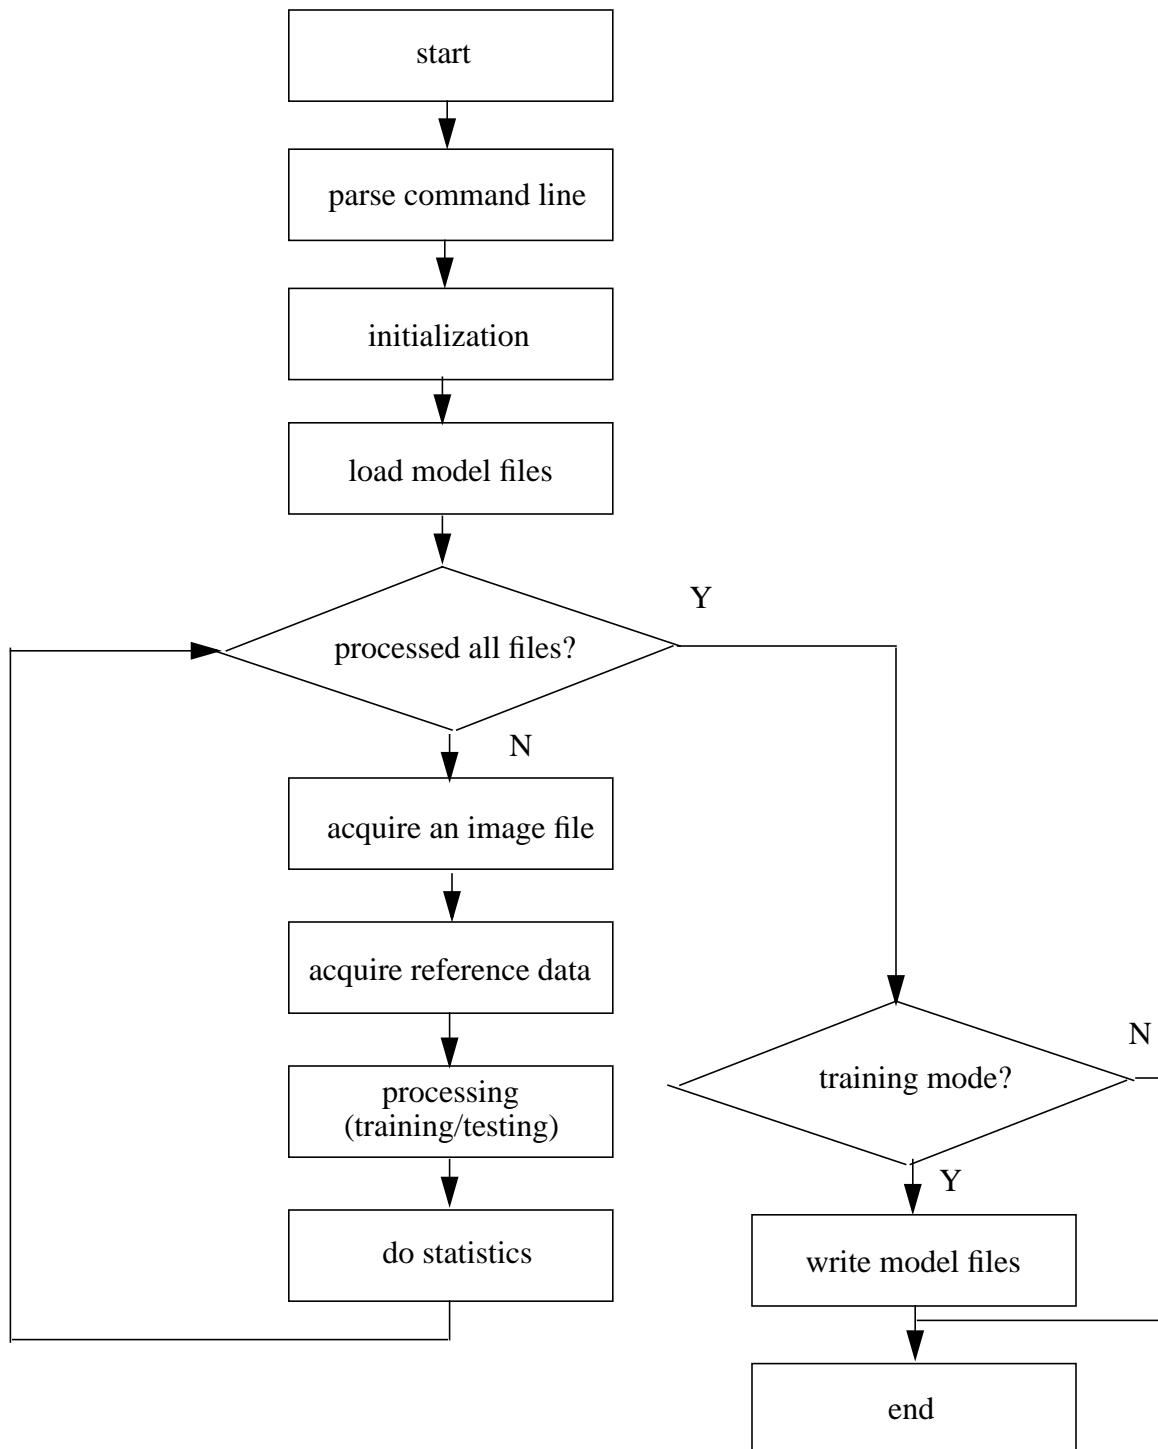 start
parse command line
initialization
load model files
Y
processed all files?
N
acquire an image file
acquire reference data
N
training mode?
processing
(training/testing)
Y
do statistics
write model files
end